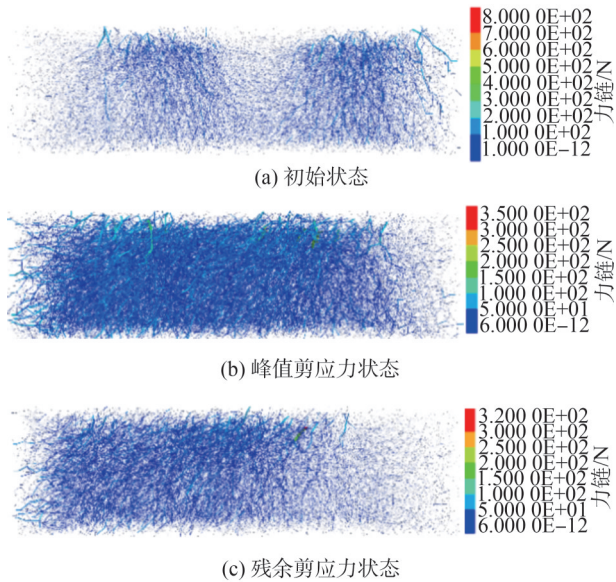 8.000 0E+02
7.000 0E+02
6.000 0E+02
5.000 0E+02
4.000 0E+02
3.000 0E+02
2.000 0E+02
1.000 0E+02
1.000 0E−12
力链/N
(a) 初始状态
3.500 0E+02
3.000 0E+02
2.500 0E+02
2.000 0E+02
1.500 0E+02
1.000 0E+02
5.000 0E+01
6.000 0E−12
力链/N
(b) 峰值剪应力状态
3.200 0E+02
3.000 0E+02
2.500 0E+02
2.000 0E+02
1.500 0E+02
1.000 0E+02
5.000 0E+01
6.000 0E−12
力链/N
(c) 残余剪应力状态